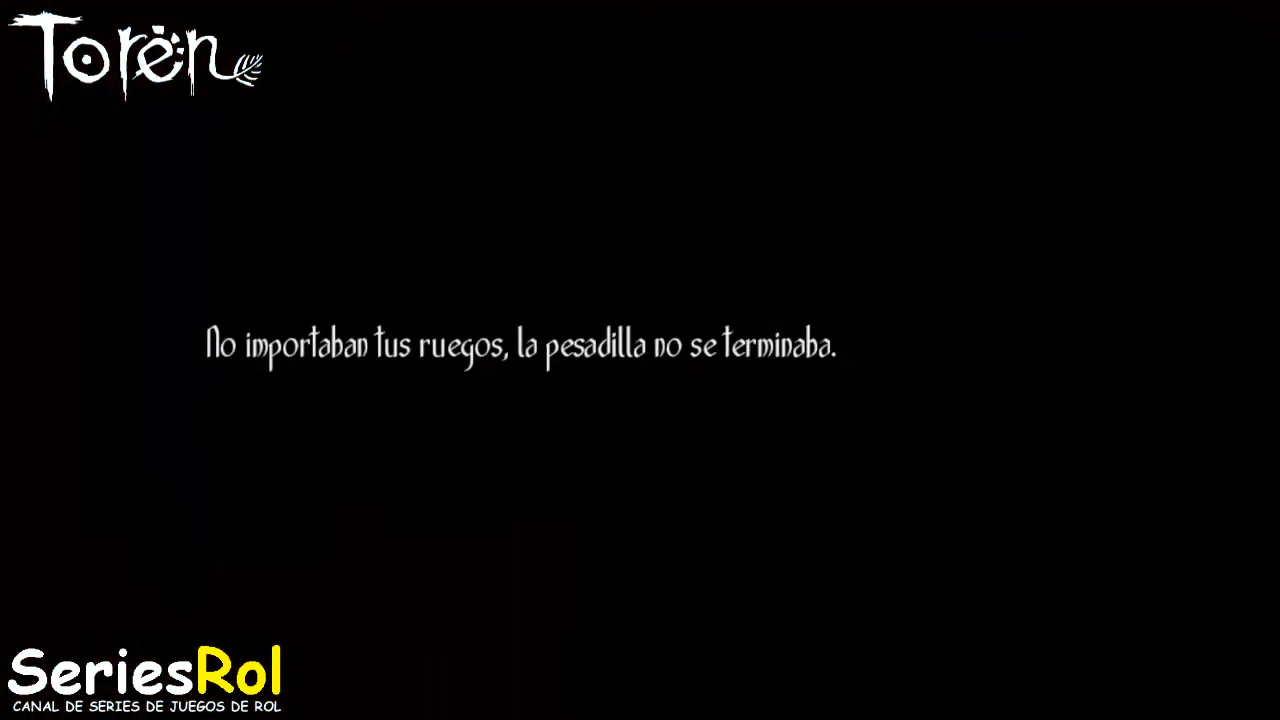 Toren
No importaban tus ruegos, la pesadilla no se terminaba.
SeriesRol
CANAL DE SERIES DE JUEGOS DE ROL